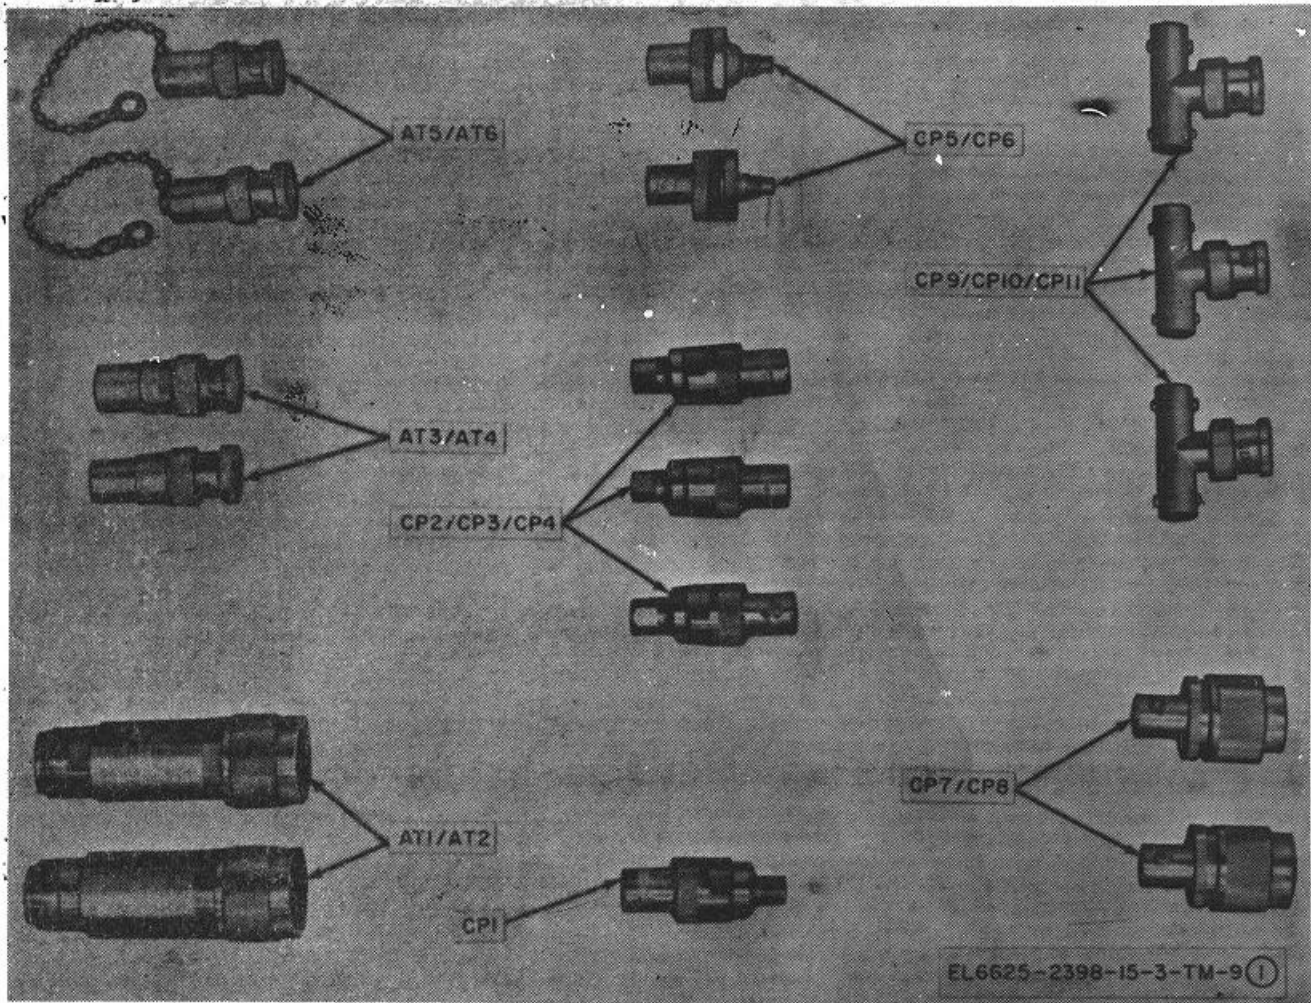 AT5/AT6
CP5/CP6
CP9/CP10/CP11
AT3/AT4
CP2/CP3/CP4
CP7/CP8
AT1/AT2
CP1
EL6625-2398-15-3-TM-9 1